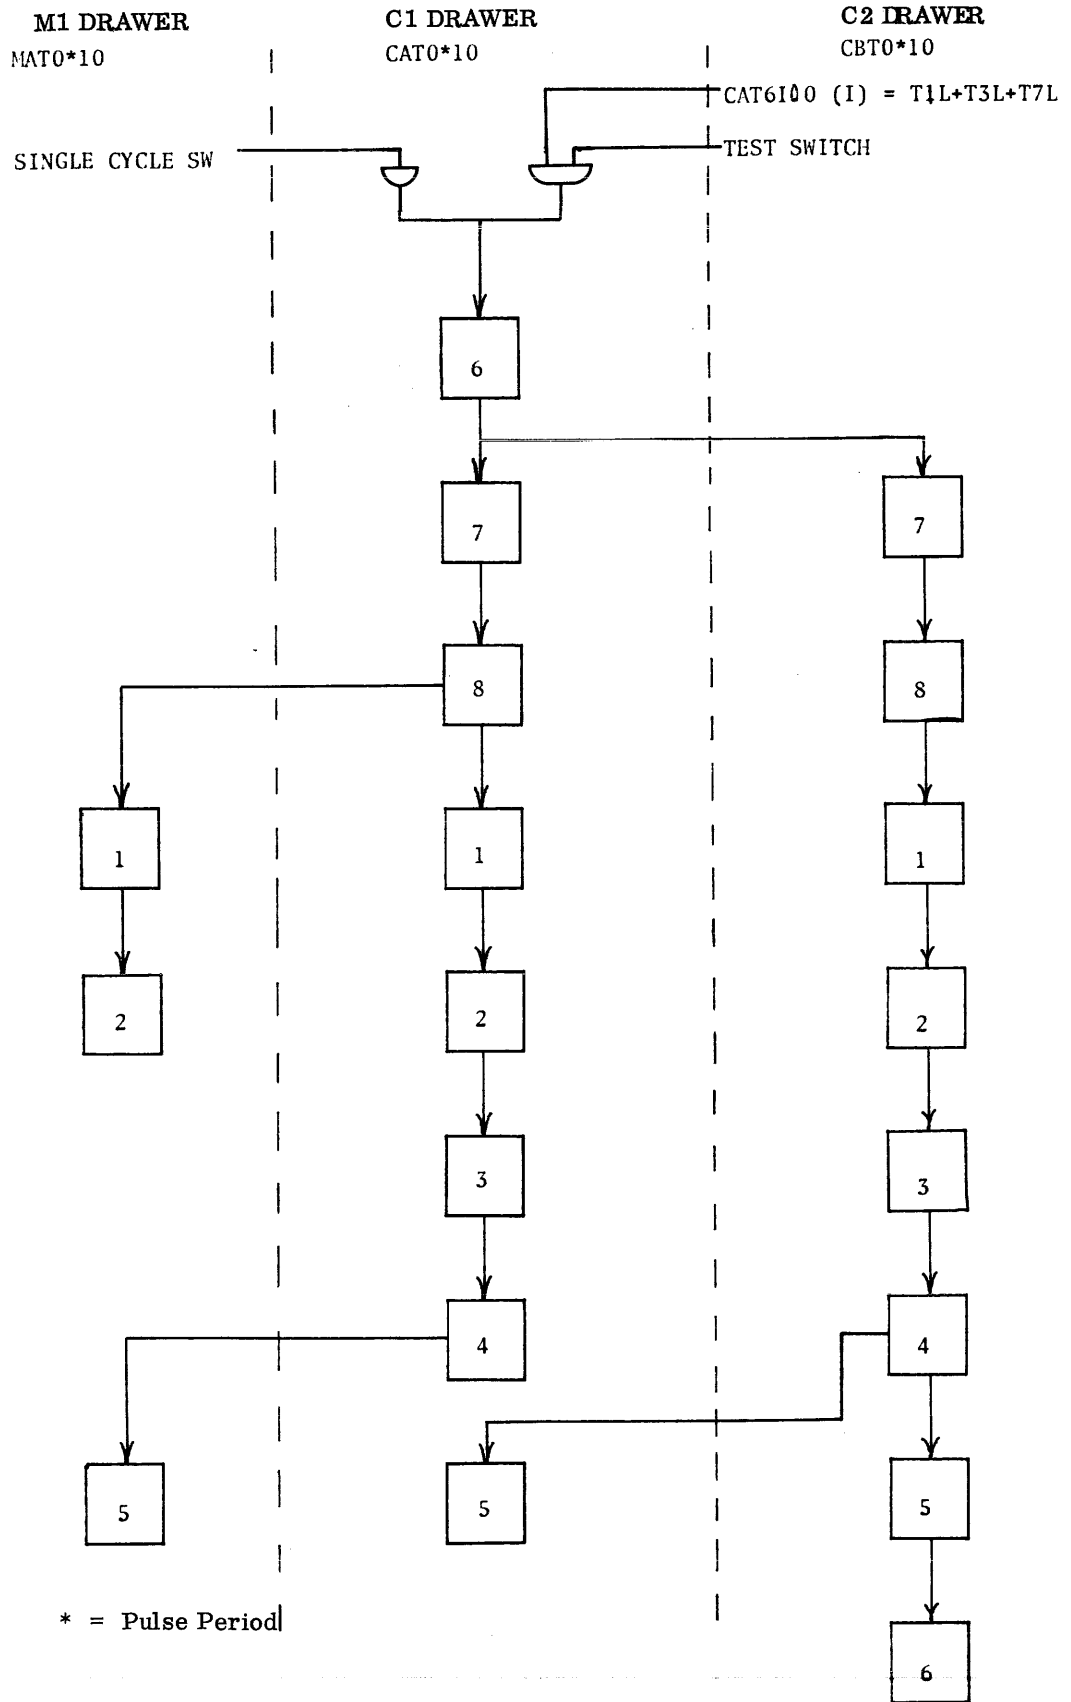 M1 DRAWER
MAT0*10
C1 DRAWER
CAT0*10
C2 DRAWER
CBT0*10
CAT6I00 (I) = T1L+T3L+T7L
SINGLE CYCLE SW
TEST SWITCH
6
7
7
8
8
1
1
1
2
2
2
3
3
4
4
5
5
5
* = Pulse Period
6